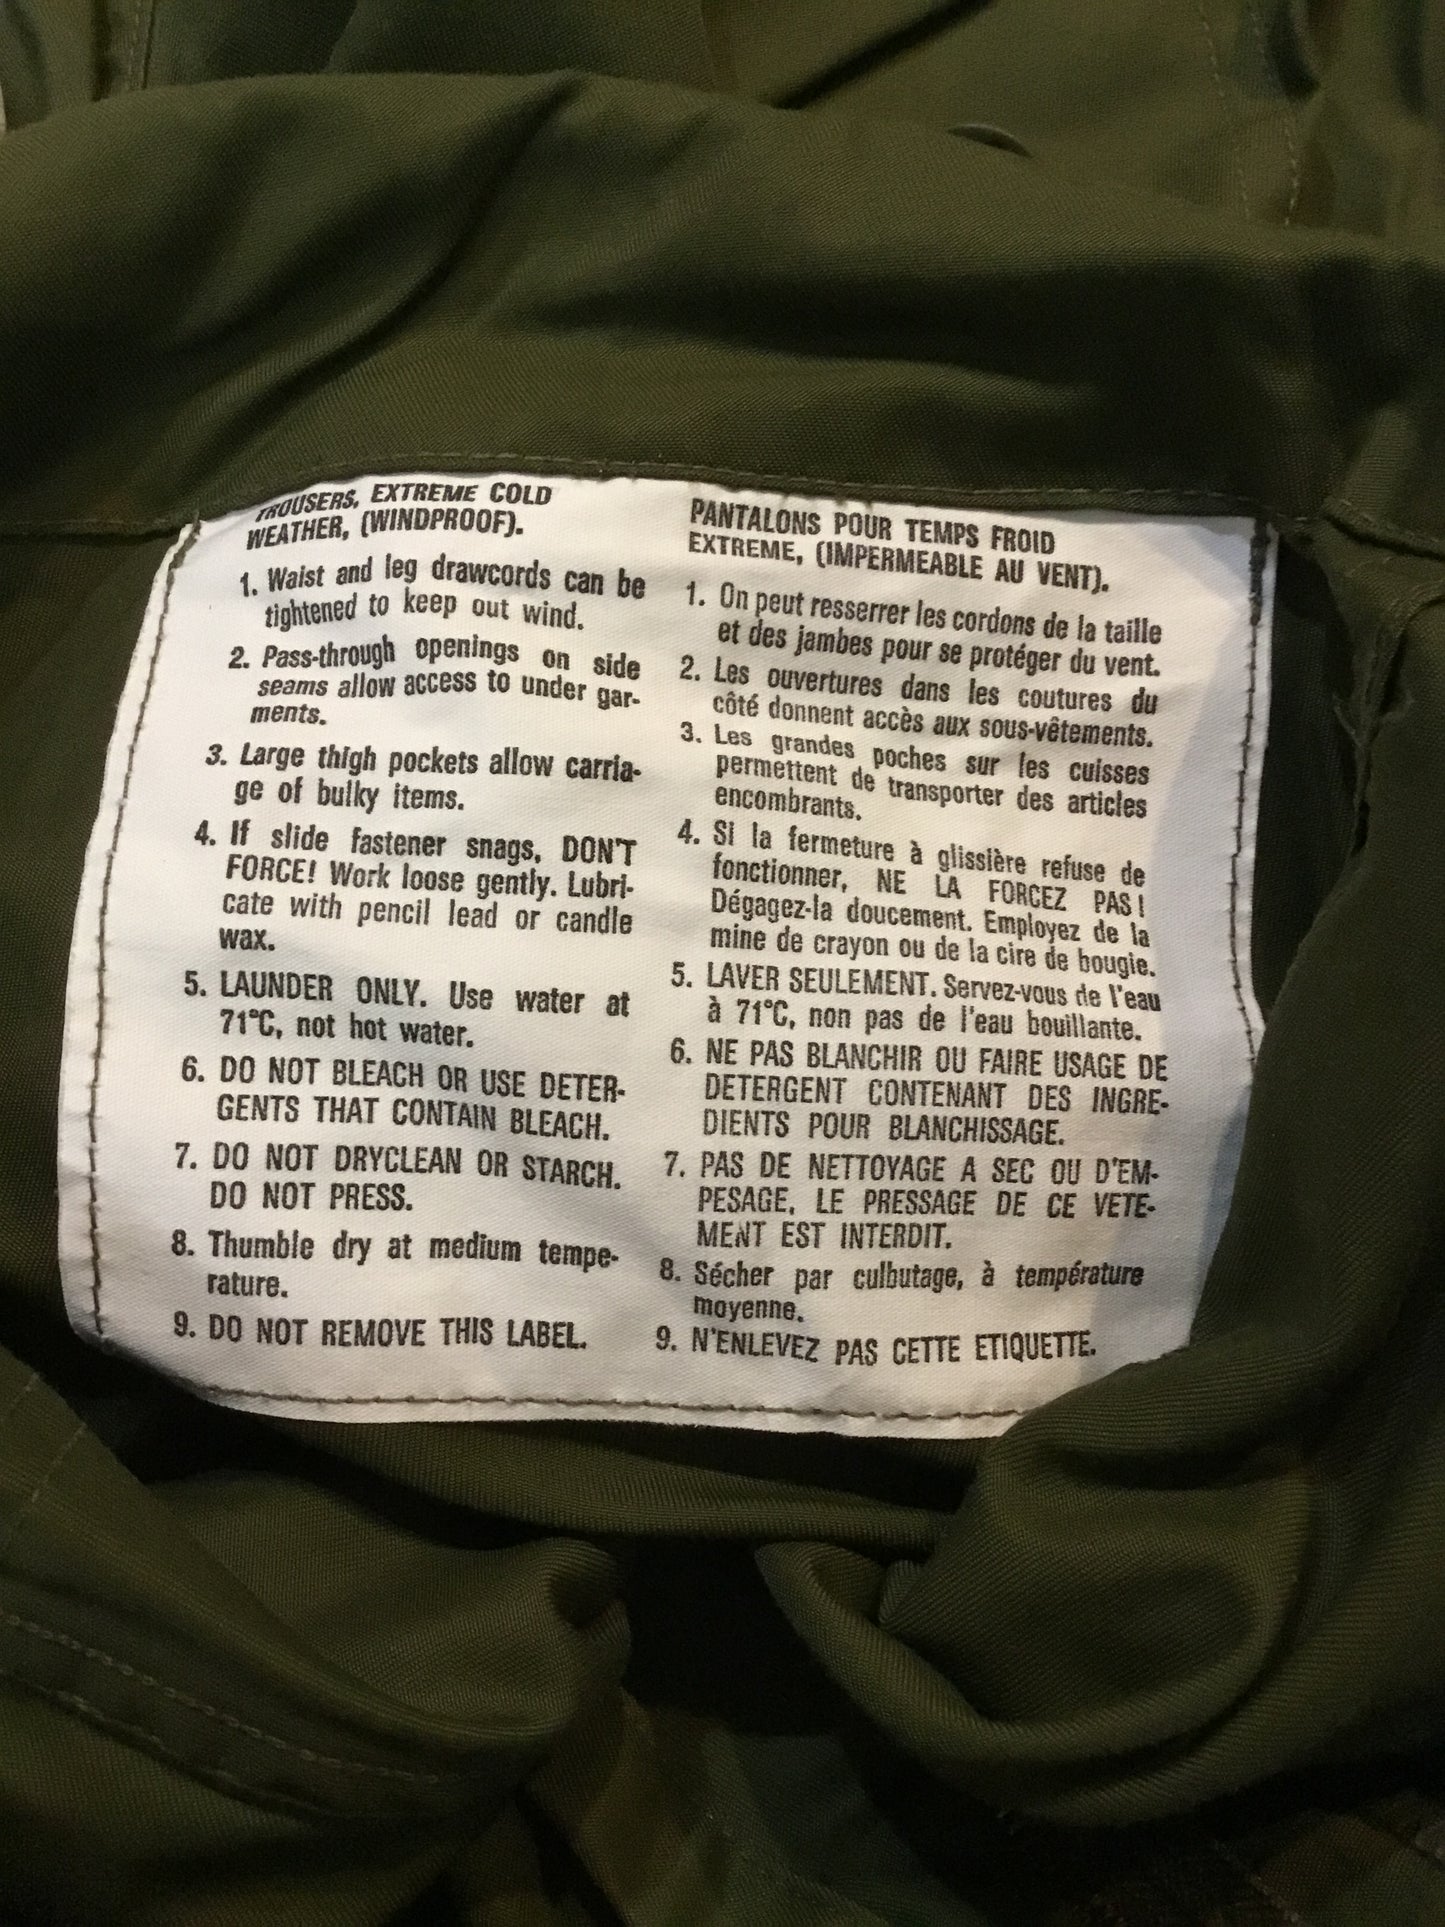 TROUSERS, EXTREME COLD
WEATHER, (WINDPROOF).
1. Waist and leg drawcords can be
tightened to keep out wind.
2. Pass-through openings on side
seams allow access to under gar-
ments.
3. Large thigh pockets allow carria-
ge of bulky items.
4. If slide fastener snags, DON'T
FORCE! Work loose gently. Lubri-
cate with pencil lead or candle
wax.
5. LAUNDER ONLY. Use water at
71°C, not hot water.
6. DO NOT BLEACH OR USE DETER-
GENTS THAT CONTAIN BLEACH.
7. DO NOT DRYCLEAN OR STARCH.
DO NOT PRESS.
8. Thumble dry at medium tempe-
rature.
9. DO NOT REMOVE THIS LABEL.
PANTALONS POUR TEMPS FROID
EXTREME, (IMPERMEABLE AU VENT).
1. On peut resserrer les cordons de la taille
et des jambes pour se protéger du vent.
2. Les ouvertures dans les coutures du
côté donnent accès aux sous-vêtements.
3. Les grandes poches sur les cuisses
permettent de transporter des articles
encombrants.
4. Si la fermeture à glissière refuse de
fonctionner, NE LA FORCEZ PAS!
Dégagez-la doucement. Employez de la
mine de crayon ou de la cire de bougie.
5. LAVER SEULEMENT. Servez-vous de l'eau
à 71°C, non pas de l'eau bouillante.
6. NE PAS BLANCHIR OU FAIRE USAGE DE
DETERGENT CONTENANT DES INGRE-
DIENTS POUR BLANCHISSAGE.
7. PAS DE NETTOYAGE A SEC OU D'EM-
PESAGE, LE PRESSAGE DE CE VETE-
MENT EST INTERDIT.
8. Sécher par culbutage, à température
moyenne.
9. N'ENLEVEZ PAS CETTE ETIQUETTE.